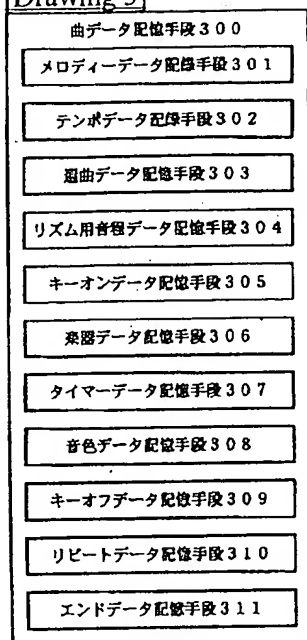 Drawing 3]
曲データ記憶手段300
メロディーデータ記録手段301
テンポデータ記録手段302
選曲データ記憶手段303
リズム用音程データ記憶手段304
キーオンデータ記憶手段305
楽器データ記憶手段306
タイマーデータ記憶手段307
音色データ記憶手段308
キーオフデータ記憶手段309
リピートデータ記憶手段310
エンドデータ記憶手段311